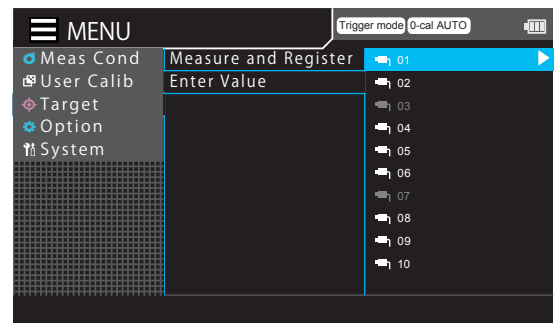 MENU
Trigger mode 0-cal AUTO
Meas Cond
User Calib
Target
Option
System
Measure and Register
Enter Value
01
02
03
04
05
06
07
08
09
10